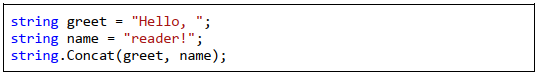 string greet = "Hello, ";
string name = "reader!";
string.Concat(greet, name);